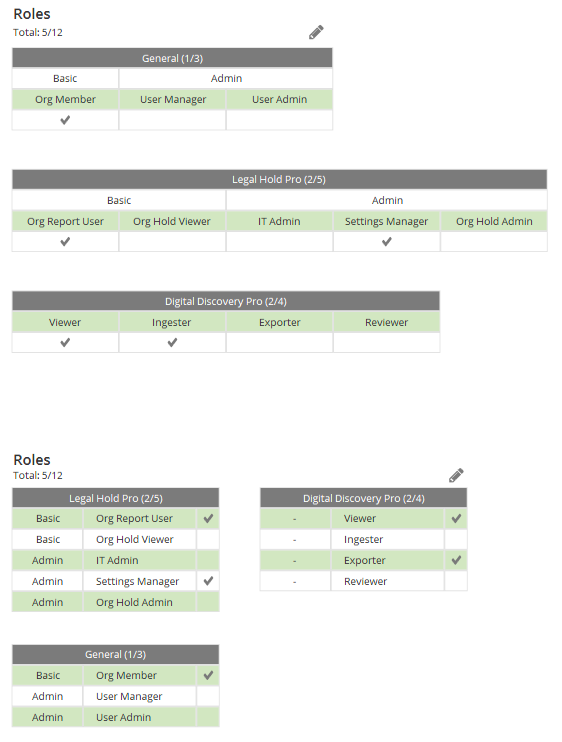 Roles
Total: 5/12
General (1/3)
Basic Admin
Org Member User Manager User Admin
Legal Hold Pro (2/5)
Basic Admin
Org Report User Org Hold Viewer IT Admin Settings Manager Org Hold Admin
Digital Discovery Pro (2/4)
Viewer Ingester Exporter Reviewer
Roles
Total: 5/12
Legal Hold Pro (2/5)
Basic Org Report User
Basic Org Hold Viewer
Admin IT Admin
Admin Settings Manager
Admin Org Hold Admin
Digital Discovery Pro (2/4)
- Viewer
- Ingester
- Exporter
- Reviewer
General (1/3)
Basic Org Member
Admin User Manager
Admin User Admin